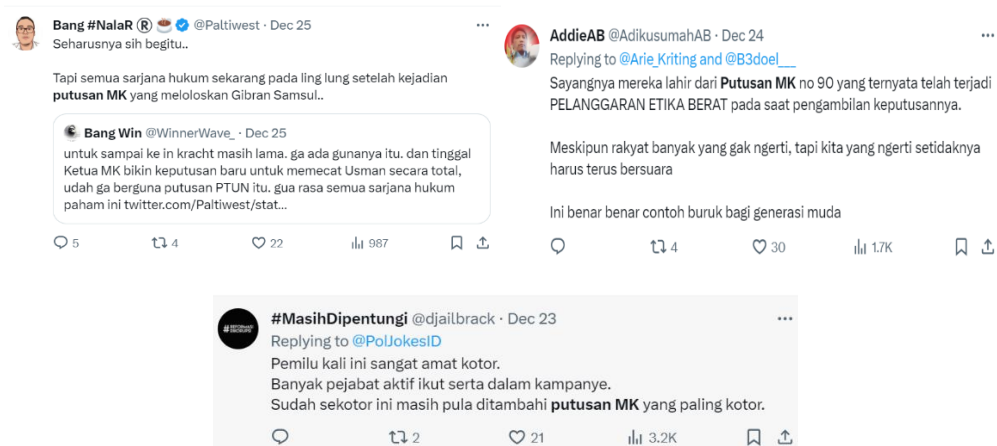 Bang #NalaR Ⓡ ☕ @Paltiwest · Dec 25
Seharusnya sih begitu..
Tapi semua sarjana hukum sekarang pada ling lung setelah kejadian
putusan MK yang meloloskan Gibran Samsul..
Bang Win @WinnerWave_ · Dec 25
untuk sampai ke in kracht masih lama. ga ada gunanya itu. dan tinggal
Ketua MK bikin keputusan baru untuk memecat Usman secara total,
udah ga berguna putusan PTUN itu. gua rasa semua sarjana hukum
paham ini twitter.com/Paltiwest/stat...
5 4 22 987
AddieAB @AdikusumahAB · Dec 24
Replying to @Arie_Kriting and @B3doel___
Sayangnya mereka lahir dari Putusan MK no 90 yang ternyata telah terjadi
PELANGGARAN ETIKA BERAT pada saat pengambilan keputusannya.
Meskipun rakyat banyak yang gak ngerti, tapi kita yang ngerti setidaknya
harus terus bersuara
Ini benar benar contoh buruk bagi generasi muda
4 30 1.7K
#MasihDipentungi @djailbrack · Dec 23
Replying to @PolJokesID
Pemilu kali ini sangat amat kotor.
Banyak pejabat aktif ikut serta dalam kampanye.
Sudah sekotor ini masih pula ditambahi putusan MK yang paling kotor.
2 21 3.2K